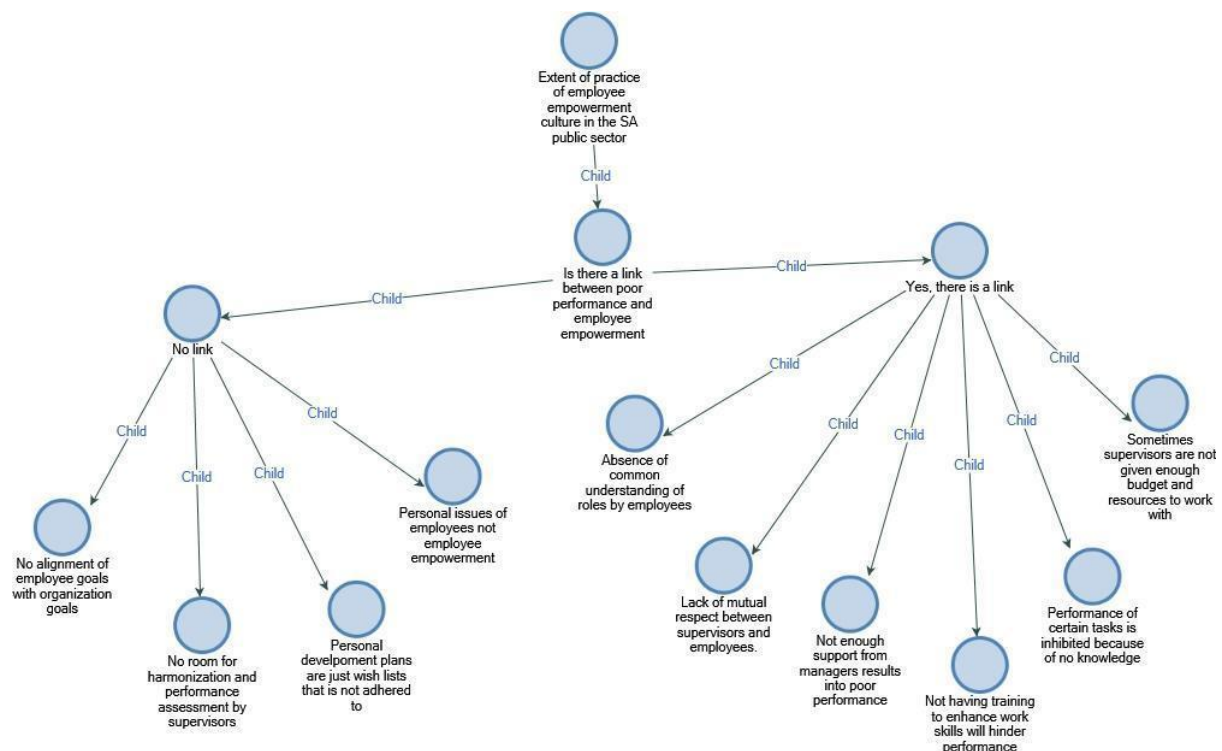 Extent of practice
of employee
empowerment
culture in the SA
public sector
Child
Is there a link
between poor
performance and
employee
empowerment
Child
Child
No link
Yes, there is a link
Child
Child
Child
Child
No alignment of
employee goals
with organization
goals
No room for
harmonization and
performance
assessment by
supervisors
Personal
develpoment plans
are just wish lists
that is not adhered
to
Personal issues of
employees not
employee
empowerment
Child
Child
Child
Child
Child
Child
Absence of
common
understanding of
roles by employees
Lack of mutual
respect between
supervisors and
employees.
Not enough
support from
managers results
into poor
performance
Not having training
to enhance work
skills will hinder
performance
Performance of
certain tasks is
inhibited because
of no knowledge
Sometimes
supervisors are not
given enough
budget and
resources to work
with